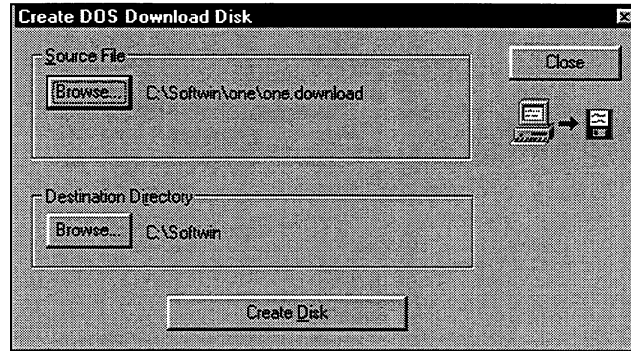 Create DOS Download Disk
Source File
Close
Browse... C:\Softwin\one\one.download
Destination Directory
Browse... C:\Softwin
Create Disk